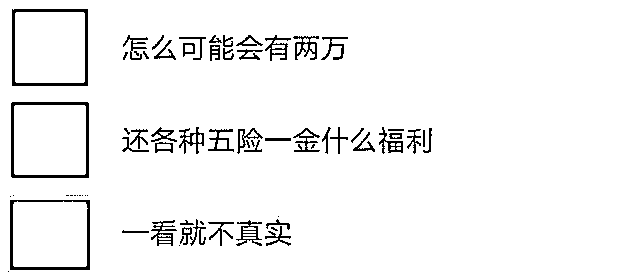 怎么可能会有两万
还各种五险一金什么福利
一看就不真实